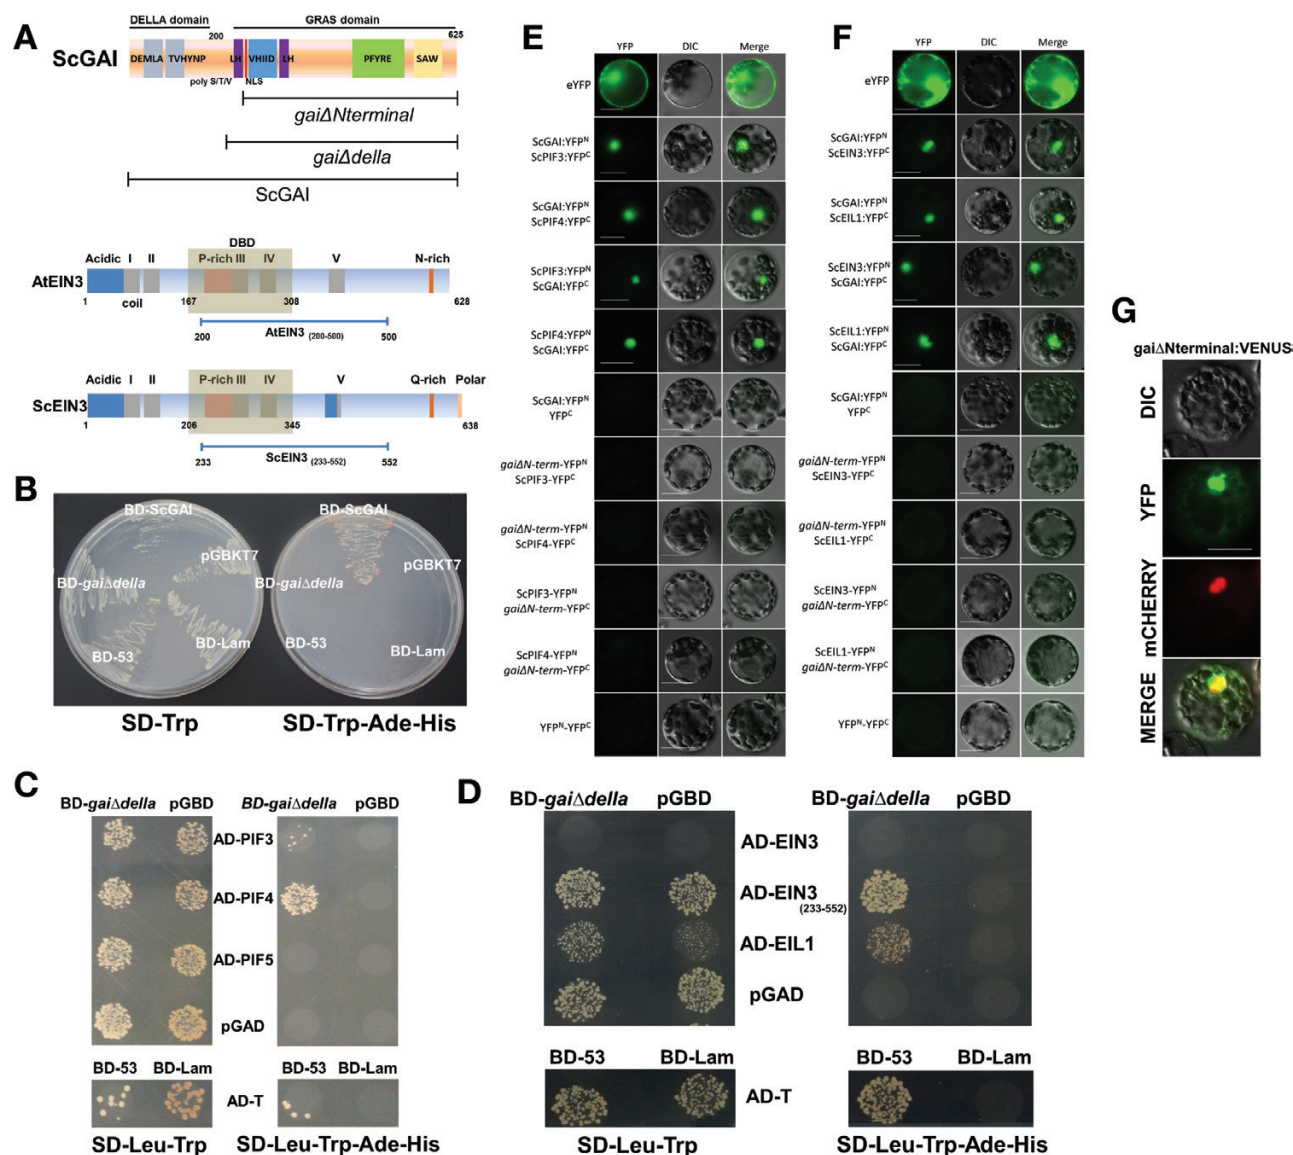 A
DELLA domain
GRAS domain
200
625
ScGAI
DEMLA
TVHYNP
LH
VHIID
LH
PFYRE
SAW
poly S/T/V
NLS
gaiΔNterminal
gaiΔdella
ScGAI
DBD
Acidic I II P-rich III IV V N-rich
AtEIN3
1 coil 167 308 628
AtEIN3 (200-500)
200 500
Acidic I II P-rich III IV V Q-rich Polar
ScEIN3
1 206 345 638
ScEIN3 (233-552)
233 552
B
BD-ScGAI
pGBKT7
BD-gaiΔdella
BD-53
BD-Lam
BD-ScGAI
pGBKT7
BD-gaiΔdella
BD-53
BD-Lam
SD-Trp
SD-Trp-Ade-His
C
BD-gaiΔdella pGBD BD-gaiΔdella pGBD
AD-PIF3
AD-PIF4
AD-PIF5
pGAD
BD-53 BD-Lam BD-53 BD-Lam
AD-T
SD-Leu-Trp SD-Leu-Trp-Ade-His
D
BD-gaiΔdella pGBD BD-gaiΔdella pGBD
AD-EIN3
AD-EIN3
(233-552)
AD-EIL1
pGAD
BD-53 BD-Lam BD-53 BD-Lam
AD-T
SD-Leu-Trp SD-Leu-Trp-Ade-His
E
YFP DIC Merge
eYFP
ScGAI:YFPᴺ
ScPIF3:YFPᶜ
ScGAI:YFPᴺ
ScPIF4:YFPᶜ
ScPIF3:YFPᴺ
ScGAI:YFPᶜ
ScPIF4:YFPᴺ
ScGAI:YFPᶜ
ScGAI:YFPᴺ
YFPᶜ
gaiΔN-term-YFPᴺ
ScPIF3-YFPᶜ
gaiΔN-term-YFPᴺ
ScPIF4-YFPᶜ
ScPIF3-YFPᴺ
gaiΔN-term-YFPᶜ
ScPIF4-YFPᴺ
gaiΔN-term-YFPᶜ
YFPᴺ-YFPᶜ
F
YFP DIC Merge
eYFP
ScGAI:YFPᴺ
ScEIN3:YFPᶜ
ScGAI:YFPᴺ
ScEIL1:YFPᶜ
ScEIN3:YFPᴺ
ScGAI:YFPᶜ
ScEIL1:YFPᴺ
ScGAI:YFPᶜ
ScGAI:YFPᴺ
YFPᶜ
gaiΔN-term-YFPᴺ
ScEIN3-YFPᶜ
gaiΔN-term-YFPᴺ
ScEIL1-YFPᶜ
ScEIN3-YFPᴺ
gaiΔN-term-YFPᶜ
ScEIL1-YFPᴺ
gaiΔN-term-YFPᶜ
YFPᴺ-YFPᶜ
G
gaiΔNterminal:VENUS
DIC
YFP
mCHERRY
MERGE